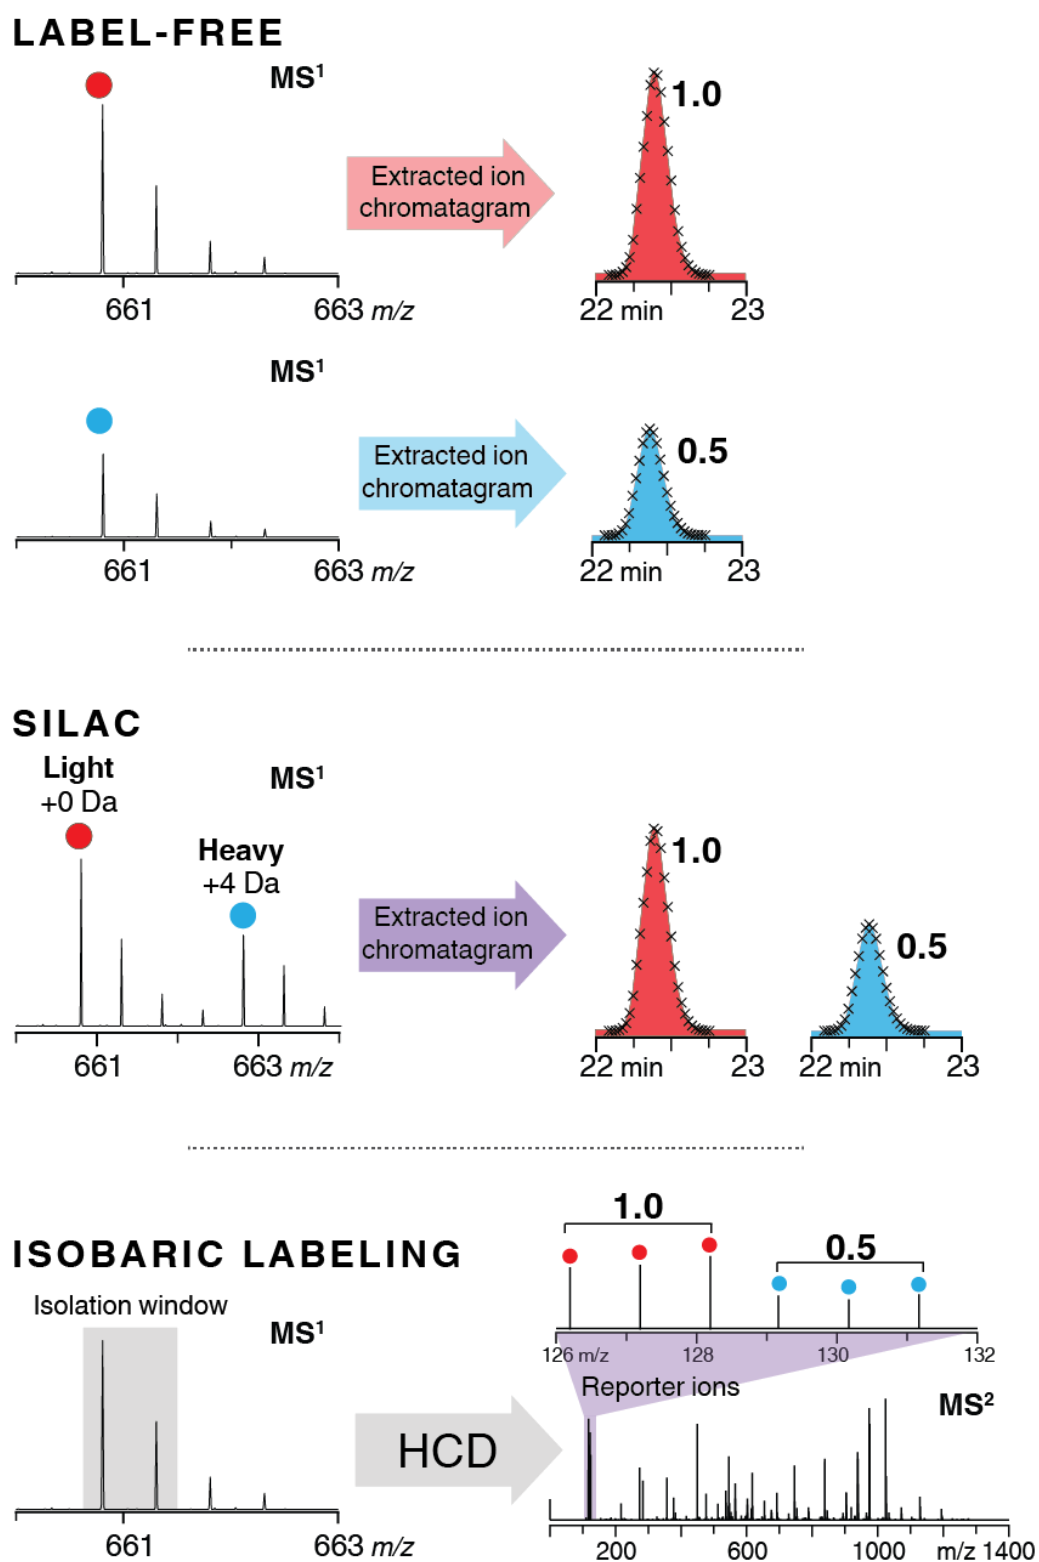 LABEL-FREE
MS¹
Extracted ion
chromatagram
1.0
661
663 m/z
22 min
23
MS¹
Extracted ion
chromatagram
0.5
661
663 m/z
22 min
23
SILAC
Light
+0 Da
MS¹
Heavy
+4 Da
Extracted ion
chromatagram
1.0
0.5
661
663 m/z
22 min
23
22 min
23
1.0
0.5
ISOBARIC LABELING
Isolation window
MS¹
126 m/z
128
130
132
Reporter ions
MS²
HCD
661
663 m/z
200
600
1000
m/z 1400